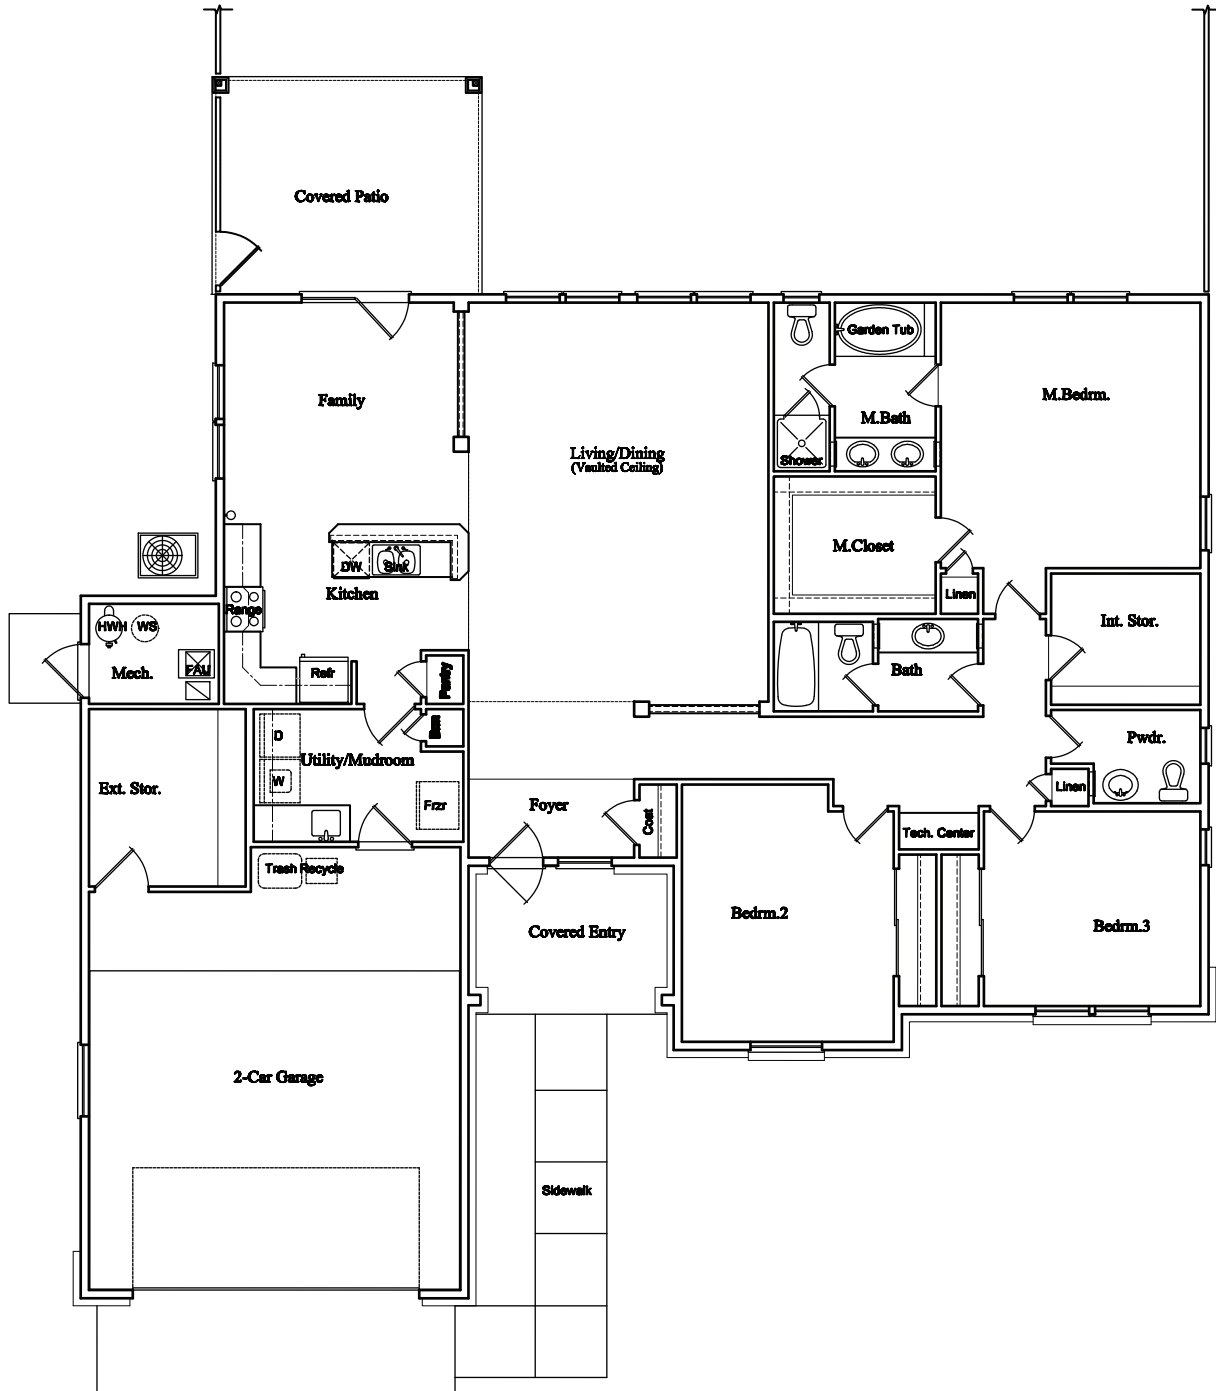 Covered Patio
Garden Tub
Family
M.Bedrm.
M.Bath
Living/Dining
(Vaulted Ceiling)
Shower
M.Closet
DW
Sink
Kitchen
Linen
Range
HWH
WS
Int. Stor.
Mech.
FAU
Refr
Pantry
Bath
D
Brm
Pwdr.
Utility/Mudroom
W
Ext. Stor.
Linen
Frzr
Foyer
Coat
Tech. Center
Trash
Recycle
Bedrm.2
Covered Entry
Bedrm.3
2-Car Garage
Sidewalk